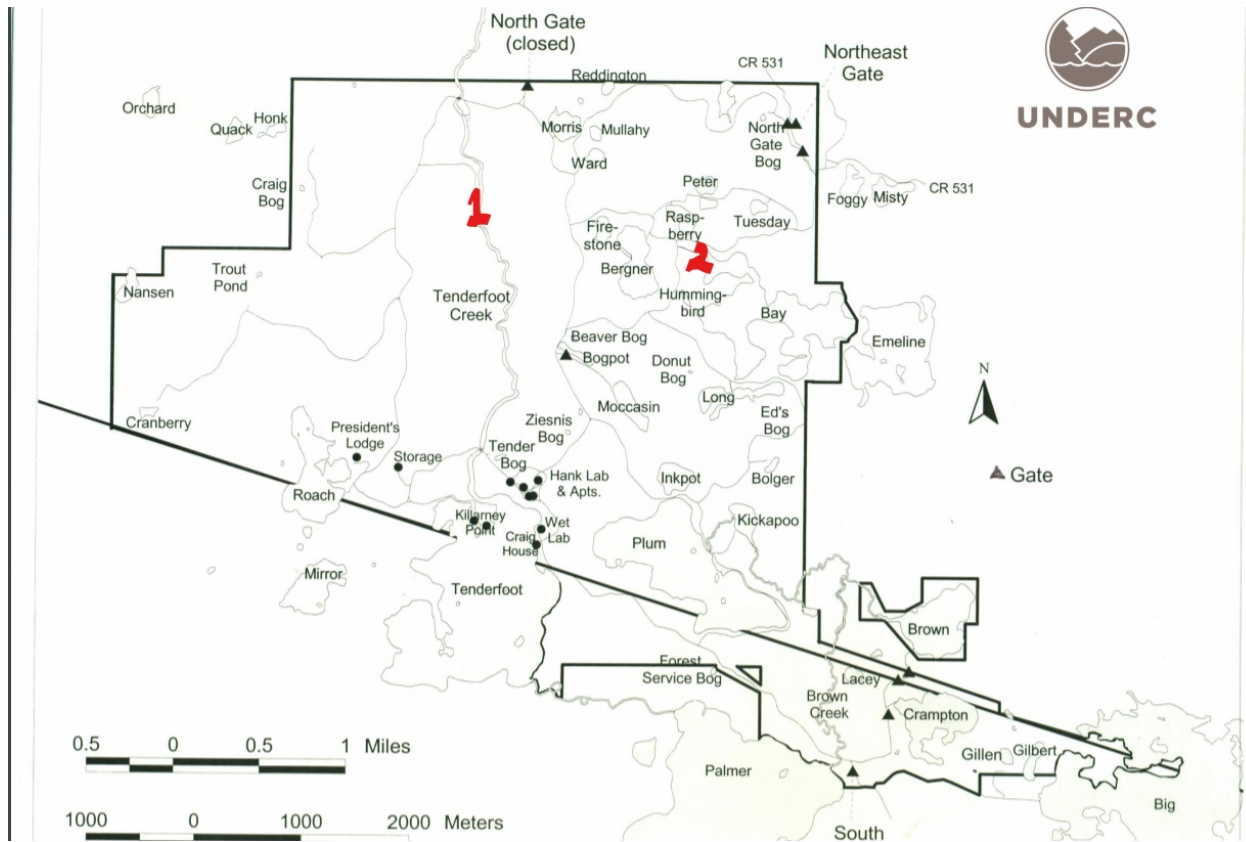 North Gate
(closed)
UNDERC
CR 531
Northeast
Gate
Reddington
Orchard
Quack
Honk
Morris
Mullahy
North
Gate
Bog
Ward
Craig
Bog
1
Peter
Foggy
Misty
CR 531
Rasp-
berry
Tuesday
Fire-
stone
Bergner
2
Trout
Pond
Nansen
Tenderfoot
Creek
Humming-
bird
Bay
Emeline
Beaver Bog
Bogpot
Donut
Bog
N
Long
Moccasin
Ed's
Bog
Cranberry
President's
Lodge
Storage
Ziesnis
Bog
Tender
Bog
Hank Lab
& Apts.
Inkpot
Bolger
Gate
Roach
Killarney
Point
Wet
Lab
Craig
House
Kickapoo
Plum
Mirror
Tenderfoot
Brown
Forest
Service Bog
Lacey
Brown
Creek
Crampton
Gillen
Gilbert
Palmer
Big
South
0.5 0 0.5 1 Miles
1000 0 1000 2000 Meters